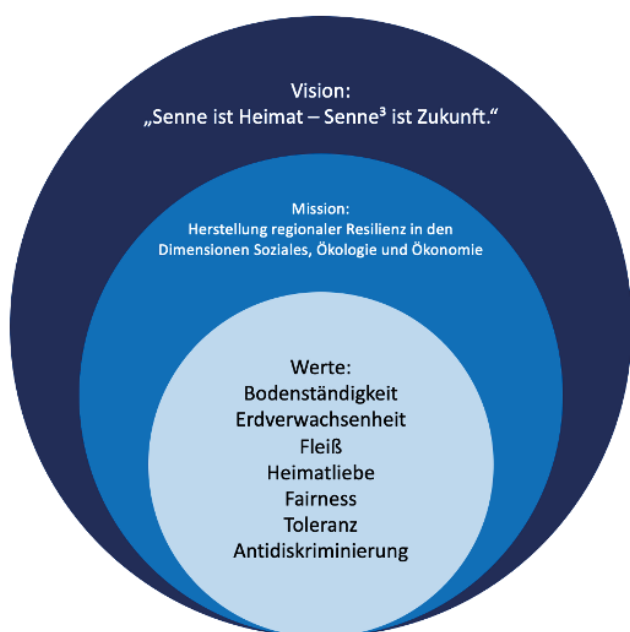 Vision:
„Senne ist Heimat – Senne³ ist Zukunft.“
Mission:
Herstellung regionaler Resilienz in den
Dimensionen Soziales, Ökologie und Ökonomie
Werte:
Bodenständigkeit
Erdverwachsenheit
Fleiß
Heimatliebe
Fairness
Toleranz
Antidiskriminierung